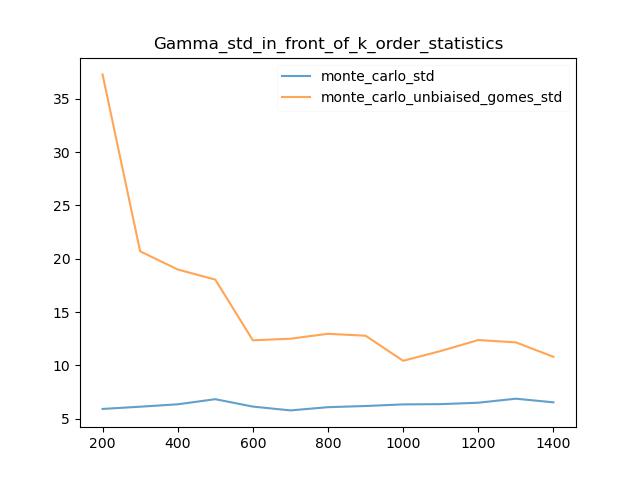 Gamma_std_in_front_of_k_order_statistics
monte_carlo_std
monte_carlo_unbiaised_gomes_std
35
30
25
20
15
10
5
200 400 600 800 1000 1200 1400